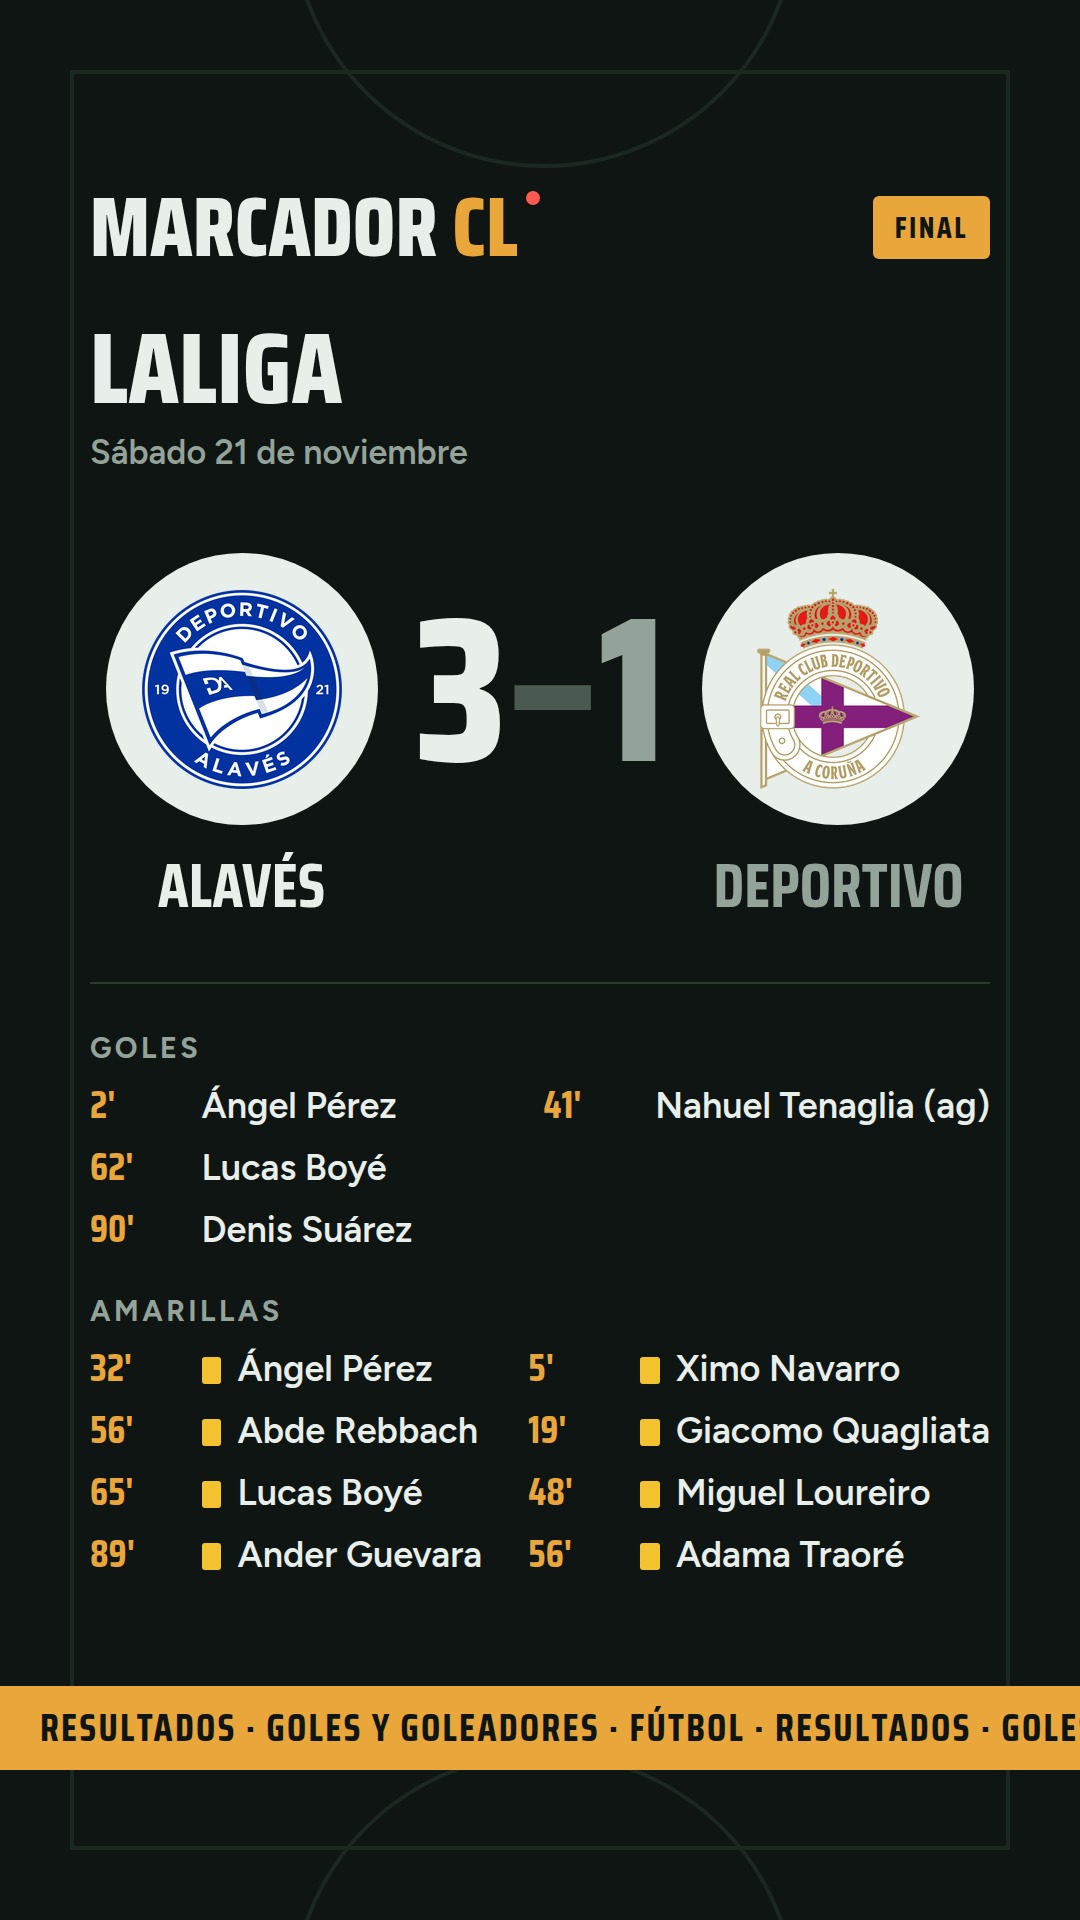 MARCADOR CL
FINAL
LALIGA
Sábado 21 de noviembre
DEPORTIVO
19 DA 21
ALAVÉS
3–1
REAL CLUB DEPORTIVO
A CORUÑA
ALAVÉS
DEPORTIVO
GOLES
2' Ángel Pérez
41' Nahuel Tenaglia (ag)
62' Lucas Boyé
90' Denis Suárez
AMARILLAS
32' Ángel Pérez
5' Ximo Navarro
56' Abde Rebbach
19' Giacomo Quagliata
65' Lucas Boyé
48' Miguel Loureiro
89' Ander Guevara
56' Adama Traoré
RESULTADOS · GOLES Y GOLEADORES · FÚTBOL · RESULTADOS · GOLES